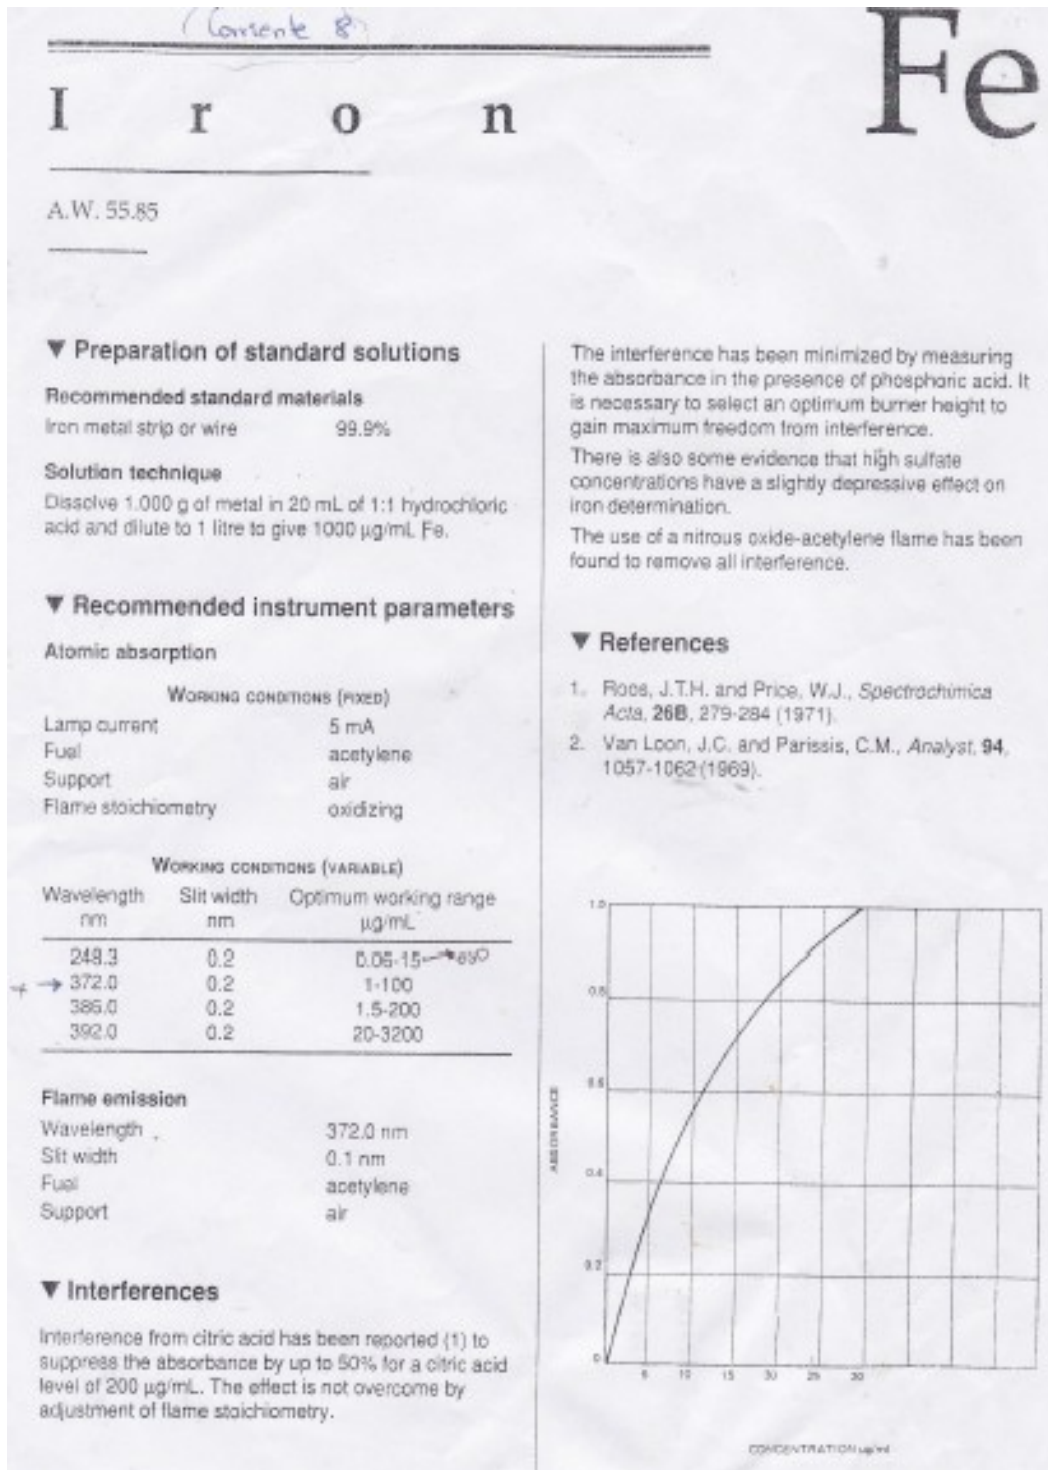 (Corriente 8)
Fe
I r o n
A.W. 55.85
▼ Preparation of standard solutions
Recommended standard materials
Iron metal strip or wire 99.9%
Solution technique
Dissolve 1.000 g of metal in 20 mL of 1:1 hydrochloric
acid and dilute to 1 litre to give 1000 µg/mL Fe.
▼ Recommended instrument parameters
Atomic absorption
WORKING CONDITIONS (FIXED)
Lamp current 5 mA
Fuel acetylene
Support air
Flame stoichiometry oxidizing
WORKING CONDITIONS (VARIABLE)
Wavelength Slit width Optimum working range
nm nm µg/mL
248.3 0.2 0.06-15
→ 372.0 0.2 1-100
386.0 0.2 1.5-200
392.0 0.2 20-3200
Flame emission
Wavelength 372.0 nm
Slit width 0.1 nm
Fuel acetylene
Support air
▼ Interferences
Interference from citric acid has been reported (1) to
suppress the absorbance by up to 50% for a citric acid
level of 200 µg/mL. The effect is not overcome by
adjustment of flame stoichiometry.
The interference has been minimized by measuring
the absorbance in the presence of phosphoric acid. It
is necessary to select an optimum burner height to
gain maximum freedom from interference.
There is also some evidence that high sulfate
concentrations have a slightly depressive effect on
iron determination.
The use of a nitrous oxide-acetylene flame has been
found to remove all interference.
▼ References
1. Roos, J.T.H. and Price, W.J., Spectrochimica
Acta, 26B, 279-284 (1971).
2. Van Loon, J.C. and Parissis, C.M., Analyst, 94,
1057-1062 (1969).
1.0
0.8
0.6
0.4
0.2
0
ABSORBANCE
5 10 15 20 25 30
CONCENTRATION µg/ml